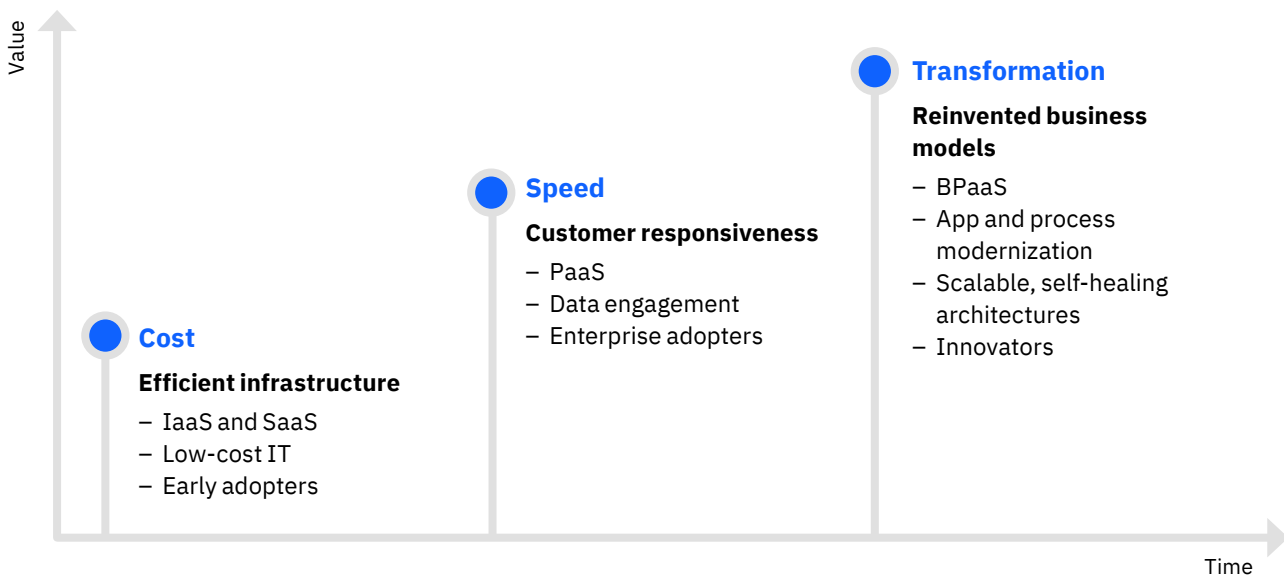 Value
Transformation
Reinvented business
models
– BPaaS
– App and process
modernization
– Scalable, self-healing
architectures
– Innovators
Speed
Customer responsiveness
– PaaS
– Data engagement
– Enterprise adopters
Cost
Efficient infrastructure
– IaaS and SaaS
– Low-cost IT
– Early adopters
Time